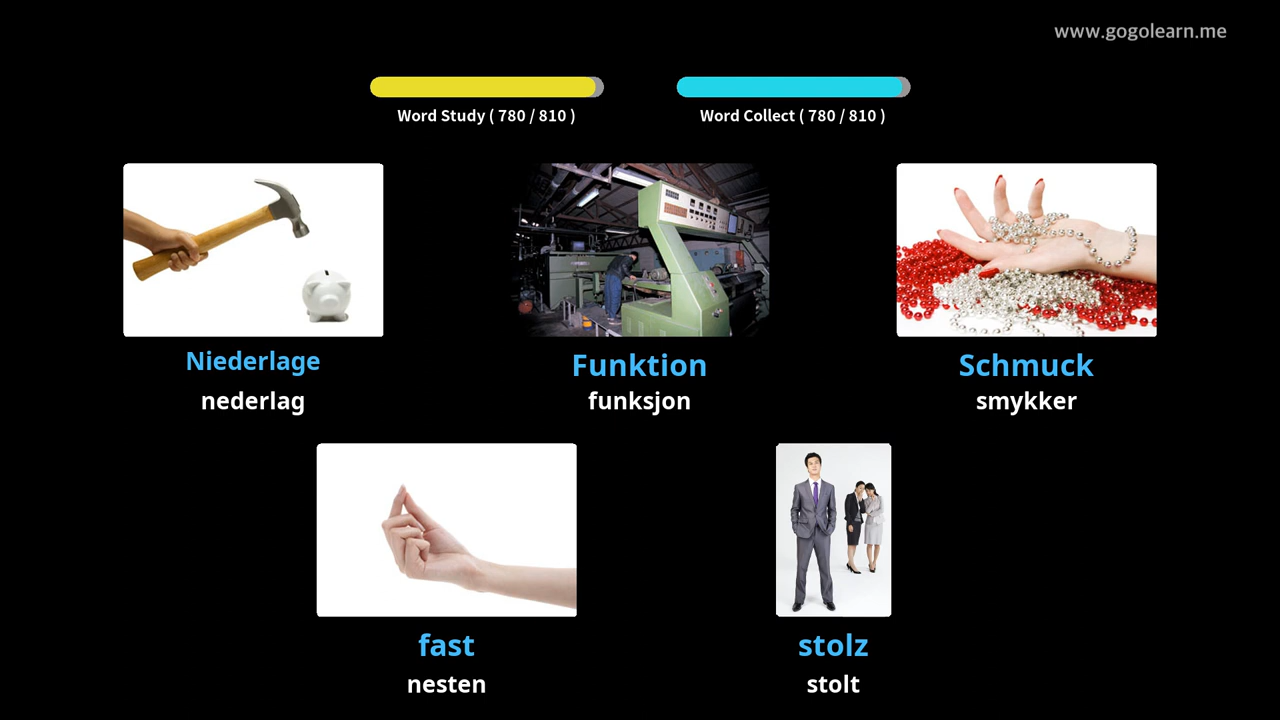 www.gogolearn.me
Word Study ( 780 / 810 )
Word Collect ( 780 / 810 )
Niederlage
nederlag
Funktion
funksjon
Schmuck
smykker
fast
nesten
stolz
stolt